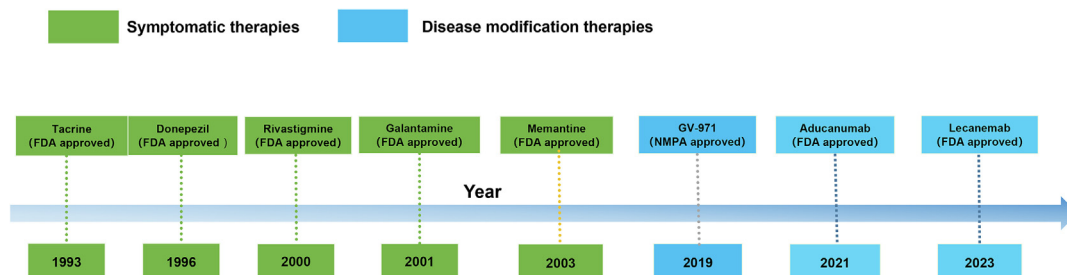 Symptomatic therapies
Disease modification therapies
Tacrine
(FDA approved)
Donepezil
(FDA approved )
Rivastigmine
(FDA approved)
Galantamine
(FDA approved)
Memantine
(FDA approved)
GV-971
(NMPA approved)
Aducanumab
(FDA approved)
Lecanemab
(FDA approved)
Year
1993
1996
2000
2001
2003
2019
2021
2023